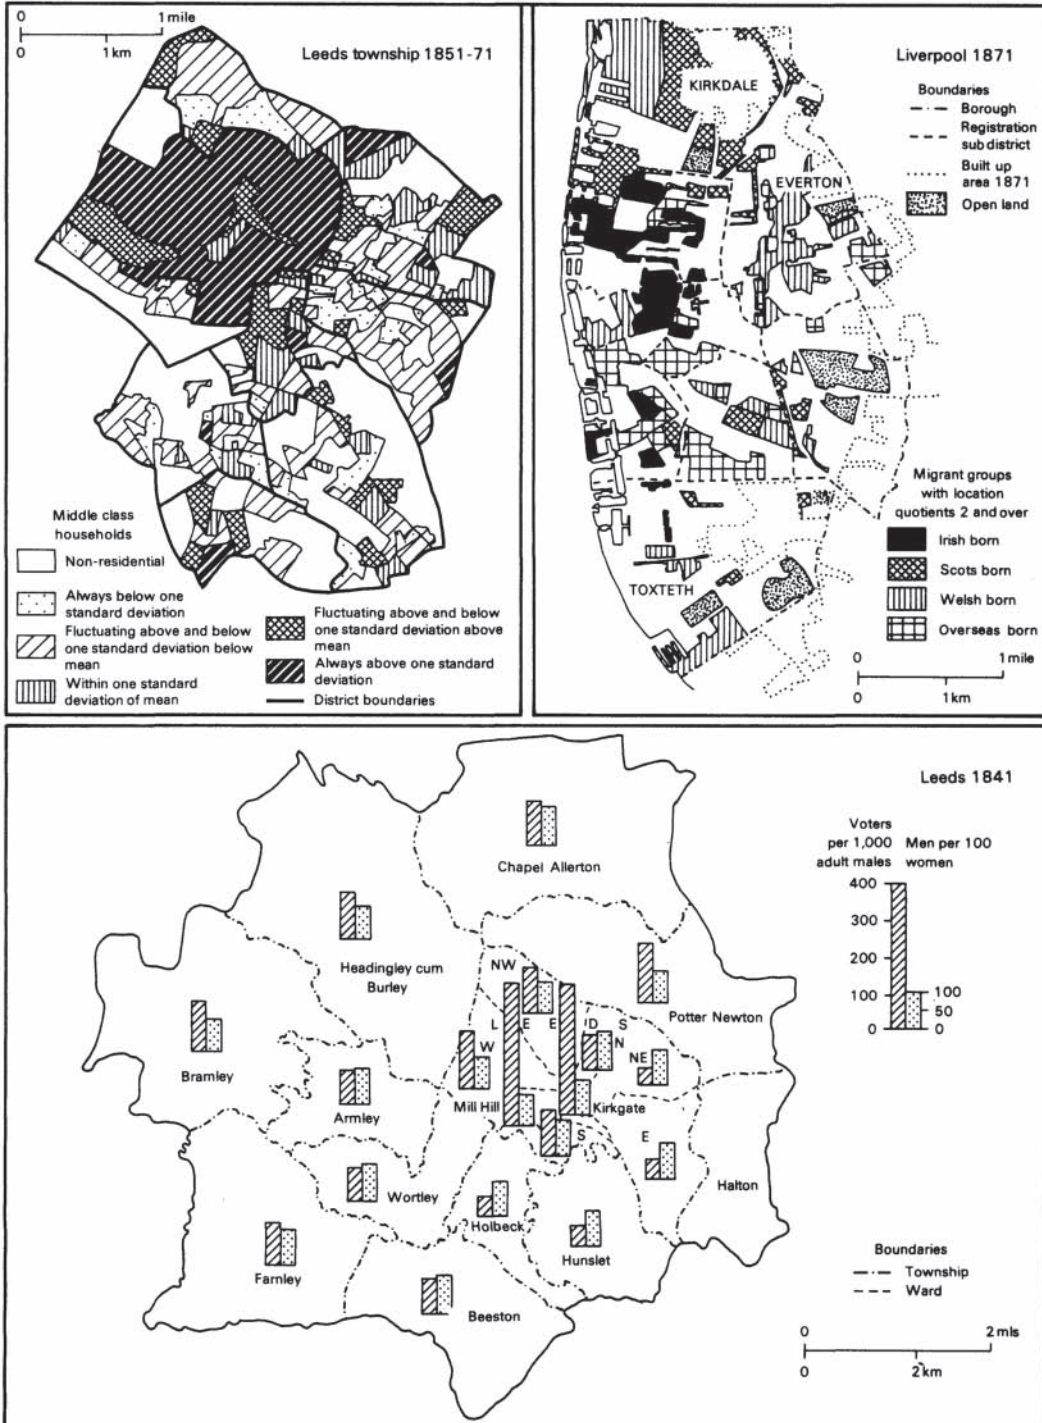 0 1 mile
0 1 km
Leeds township 1851-71
Middle class
households
Non-residential
Always below one
standard deviation
Fluctuating above and below
one standard deviation below
mean
Within one standard
deviation of mean
Fluctuating above and below
one standard deviation above
mean
Always above one standard
deviation
District boundaries
Liverpool 1871
Boundaries
Borough
Registration
sub district
Built up
area 1871
Open land
KIRKDALE
EVERTON
TOXTETH
Migrant groups
with location
quotients 2 and over
Irish born
Scots born
Welsh born
Overseas born
0 1 mile
0 1 km
Leeds 1841
Voters
per 1,000
adult males
Men per 100
women
400
300
200
100
0
100
50
0
Chapel Allerton
Headingley cum
Burley
NW
Potter Newton
L E E D S
W
N
NE
Bramley
Armley
Mill Hill
Kirkgate
S
E
Halton
Wortley
Holbeck
Hunslet
Farnley
Beeston
Boundaries
Township
Ward
0 2 mls
0 2 km